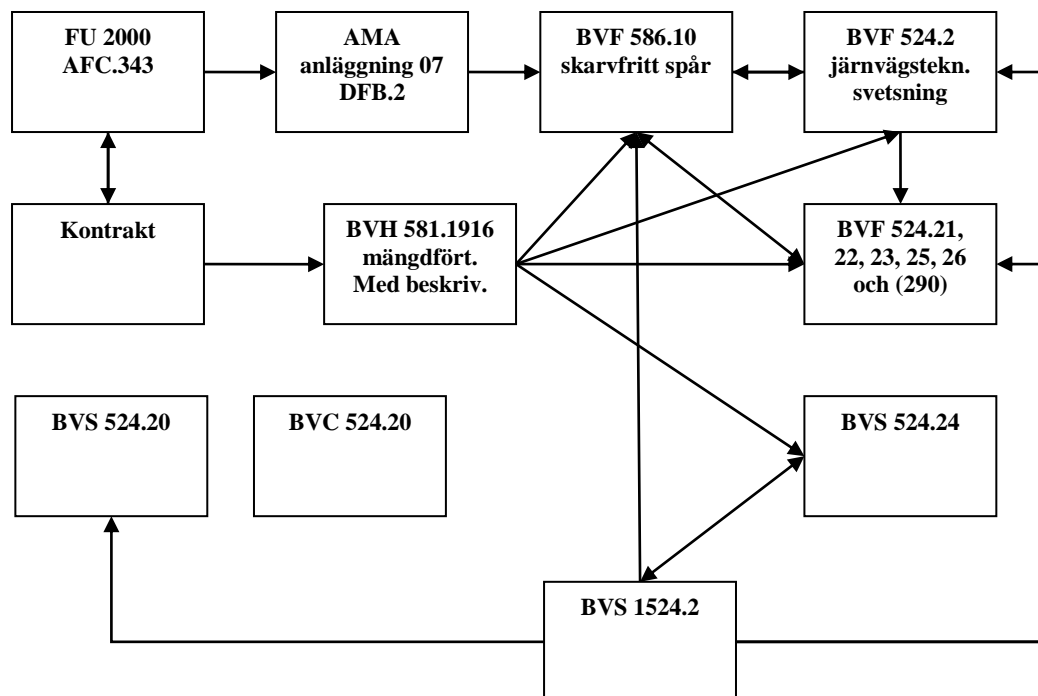 FU 2000
AFC.343
AMA
anläggning 07
DFB.2
BVF 586.10
skarvfritt spår
BVF 524.2
järnvägstekn.
svetsning
Kontrakt
BVH 581.1916
mängdfört.
Med beskriv.
BVF 524.21,
22, 23, 25, 26
och (290)
BVS 524.20
BVC 524.20
BVS 524.24
BVS 1524.2